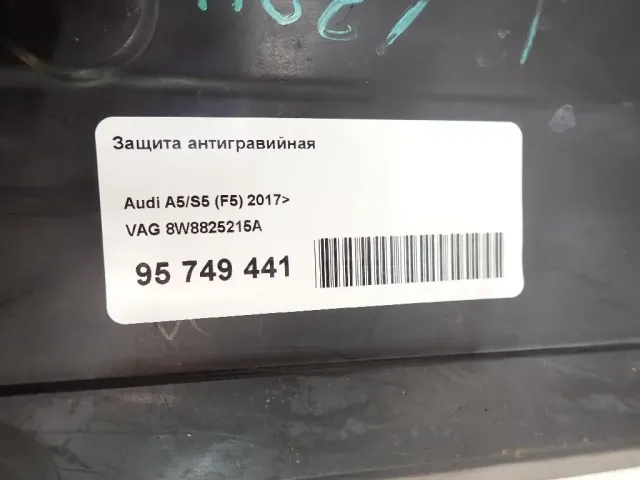 Защита антигравийная
Audi A5/S5 (F5) 2017>
VAG 8W8825215A
95 749 441